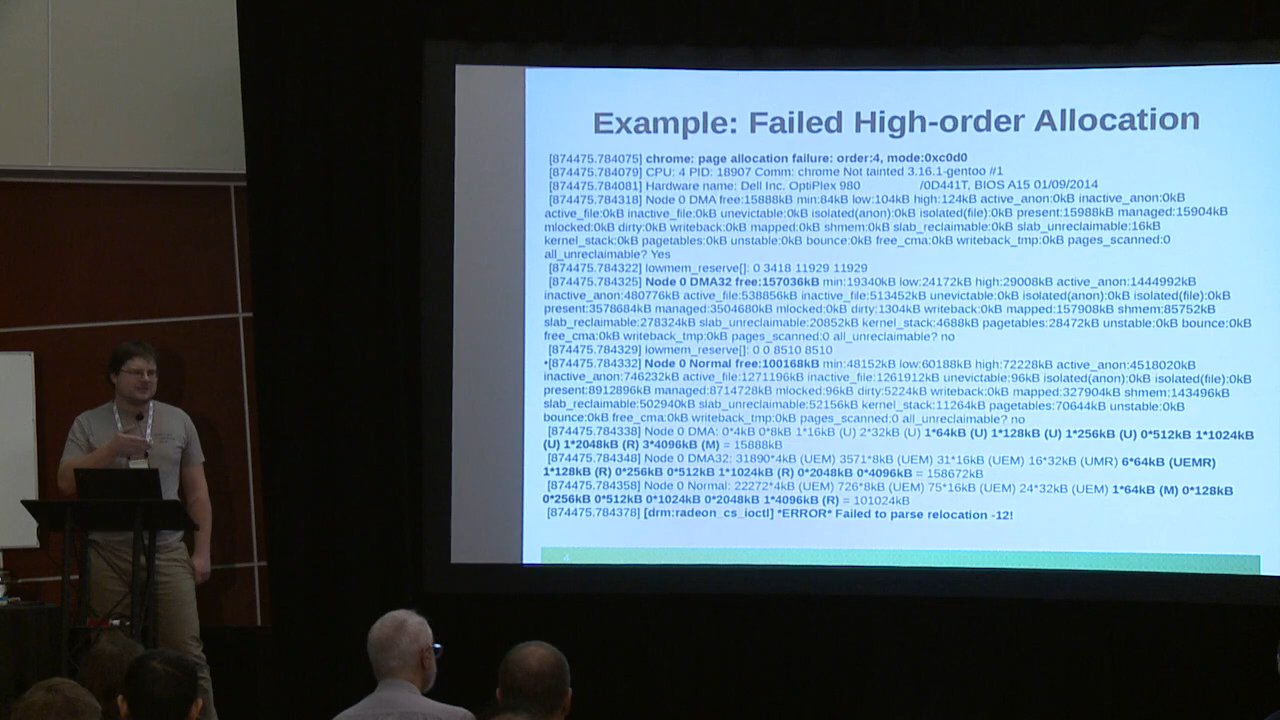 Example: Failed High-order Allocation
[874475.784075] chrome: page allocation failure: order:4, mode:0xc0d0
[874475.784079] CPU: 4 PID: 18907 Comm: chrome Not tainted 3.16.1-gentoo #1
[874475.784081] Hardware name: Dell Inc. OptiPlex 980 /0D441T, BIOS A15 01/09/2014
[874475.784318] Node 0 DMA free:15888kB min:84kB low:104kB high:124kB active_anon:0kB inactive_anon:0kB
active_file:0kB inactive_file:0kB unevictable:0kB isolated(anon):0kB isolated(file):0kB present:15988kB managed:15904kB
mlocked:0kB dirty:0kB writeback:0kB mapped:0kB shmem:0kB slab_reclaimable:0kB slab_unreclaimable:16kB
kernel_stack:0kB pagetables:0kB unstable:0kB bounce:0kB free_cma:0kB writeback_tmp:0kB pages_scanned:0
all_unreclaimable? Yes
[874475.784322] lowmem_reserve[]: 0 3418 11929 11929
[874475.784325] Node 0 DMA32 free:157036kB min:19340kB low:24172kB high:29008kB active_anon:1444992kB
inactive_anon:480776kB active_file:538856kB inactive_file:513452kB unevictable:0kB isolated(anon):0kB isolated(file):0kB
present:3578684kB managed:3504680kB mlocked:0kB dirty:1304kB writeback:0kB mapped:157908kB shmem:85752kB
slab_reclaimable:278324kB slab_unreclaimable:20852kB kernel_stack:4688kB pagetables:28472kB unstable:0kB bounce:0kB
free_cma:0kB writeback_tmp:0kB pages_scanned:0 all_unreclaimable? no
[874475.784329] lowmem_reserve[]: 0 0 8510 8510
•[874475.784332] Node 0 Normal free:100168kB min:48152kB low:60188kB high:72228kB active_anon:4518020kB
inactive_anon:746232kB active_file:1271196kB inactive_file:1261912kB unevictable:96kB isolated(anon):0kB isolated(file):0kB
present:8912896kB managed:8714728kB mlocked:96kB dirty:5224kB writeback:0kB mapped:327904kB shmem:143496kB
slab_reclaimable:502940kB slab_unreclaimable:52156kB kernel_stack:11264kB pagetables:70644kB unstable:0kB
bounce:0kB free_cma:0kB writeback_tmp:0kB pages_scanned:0 all_unreclaimable? no
[874475.784338] Node 0 DMA: 0*4kB 0*8kB 1*16kB (U) 2*32kB (U) 1*64kB (U) 1*128kB (U) 1*256kB (U) 0*512kB 1*1024kB
(U) 1*2048kB (R) 3*4096kB (M) = 15888kB
[874475.784348] Node 0 DMA32: 31890*4kB (UEM) 3571*8kB (UEM) 31*16kB (UEM) 16*32kB (UMR) 6*64kB (UEMR)
1*128kB (R) 0*256kB 0*512kB 1*1024kB (R) 0*2048kB 0*4096kB = 158672kB
[874475.784358] Node 0 Normal: 22272*4kB (UEM) 726*8kB (UEM) 75*16kB (UEM) 24*32kB (UEM) 1*64kB (M) 0*128kB
0*256kB 0*512kB 0*1024kB 0*2048kB 1*4096kB (R) = 101024kB
[874475.784378] [drm:radeon_cs_ioctl] *ERROR* Failed to parse relocation -12!
4